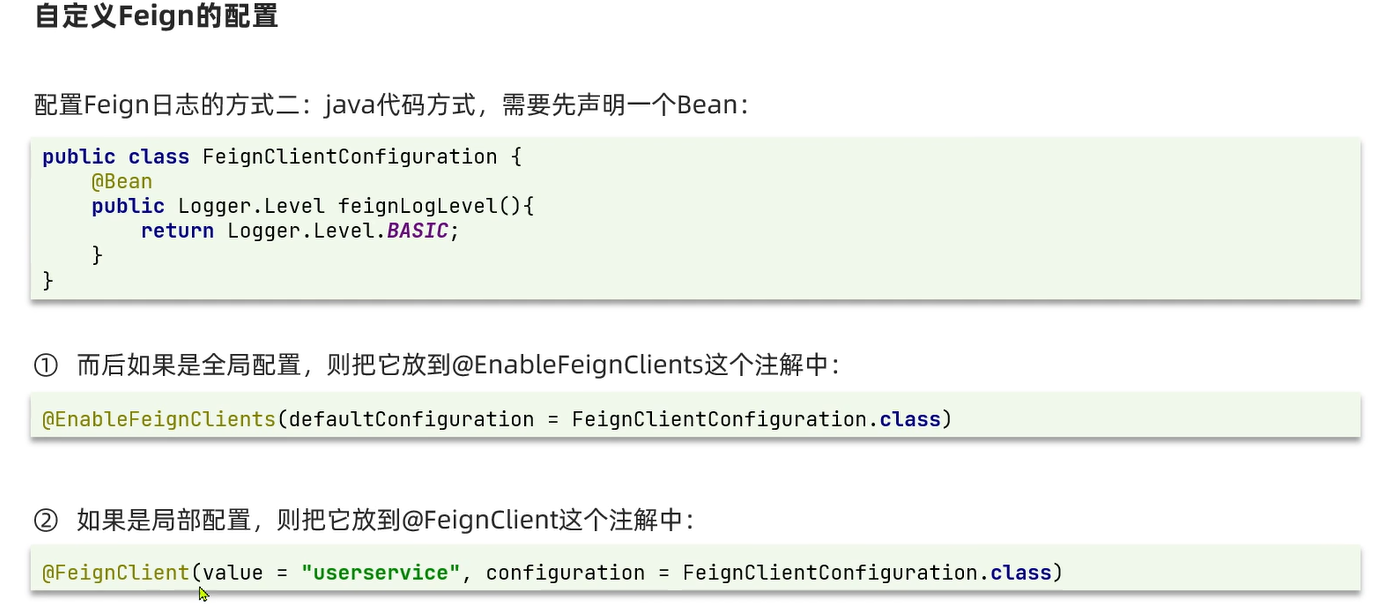 自定义Feign的配置
配置Feign日志的方式二：java代码方式，需要先声明一个Bean：
public class FeignClientConfiguration {
    @Bean
    public Logger.Level feignLogLevel(){
        return Logger.Level.BASIC;
    }
}
① 而后如果是全局配置，则把它放到@EnableFeignClients这个注解中：
@EnableFeignClients(defaultConfiguration = FeignClientConfiguration.class)
② 如果是局部配置，则把它放到@FeignClient这个注解中：
@FeignClient(value = "userservice", configuration = FeignClientConfiguration.class)